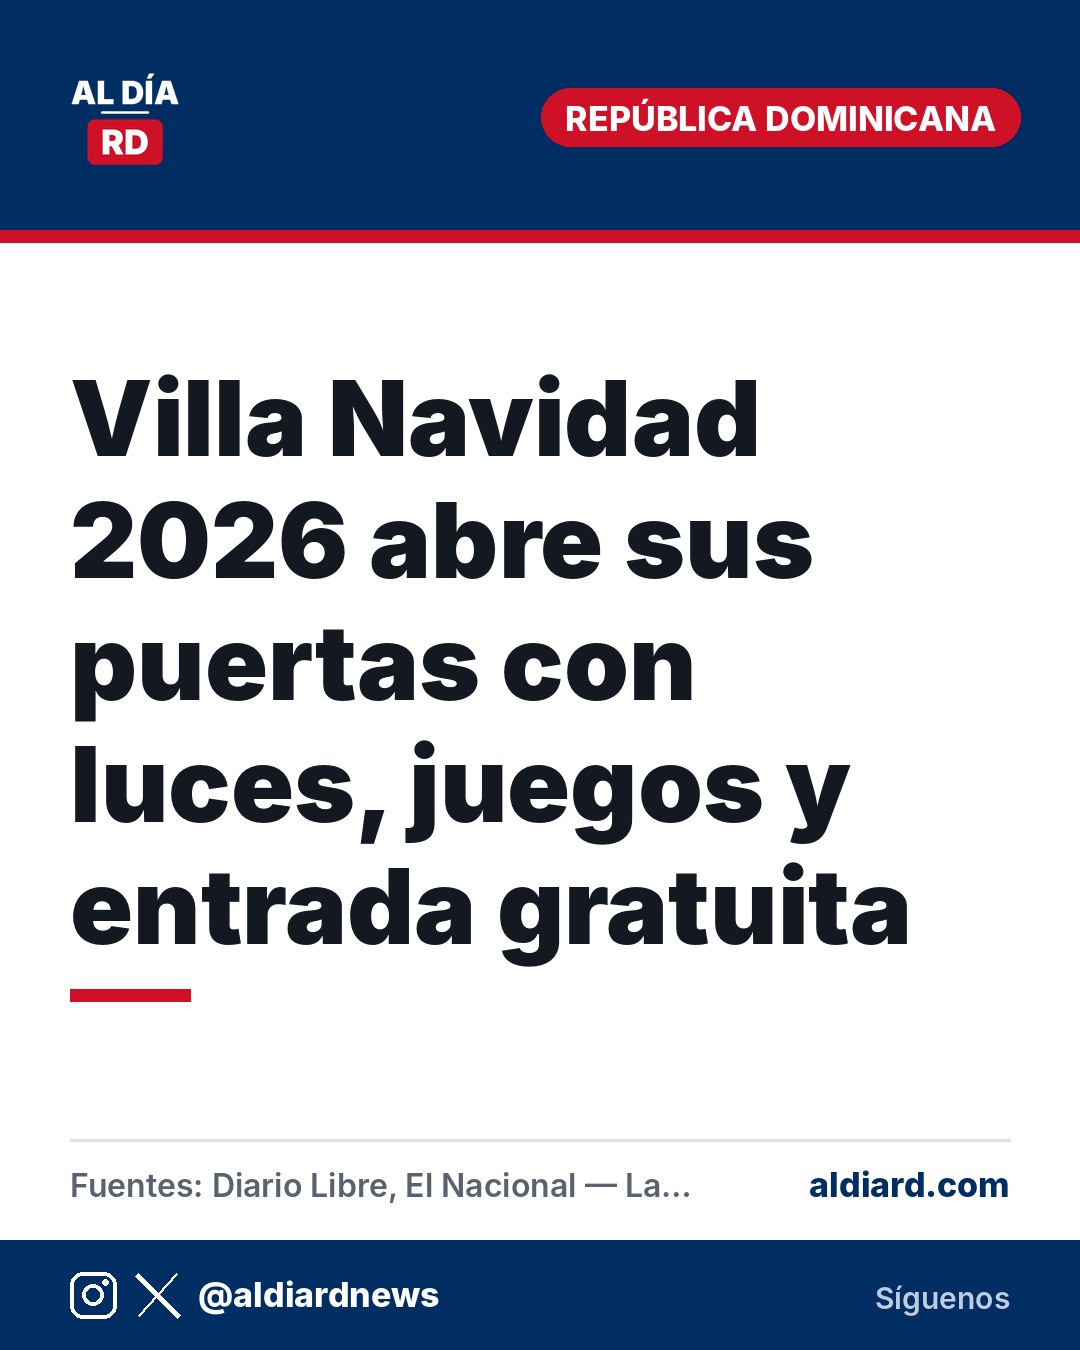 AL DÍA
RD
REPÚBLICA DOMINICANA
Villa Navidad
2026 abre sus
puertas con
luces, juegos y
entrada gratuita
Fuentes: Diario Libre, El Nacional — La...
aldiard.com
@aldiardnews
Síguenos